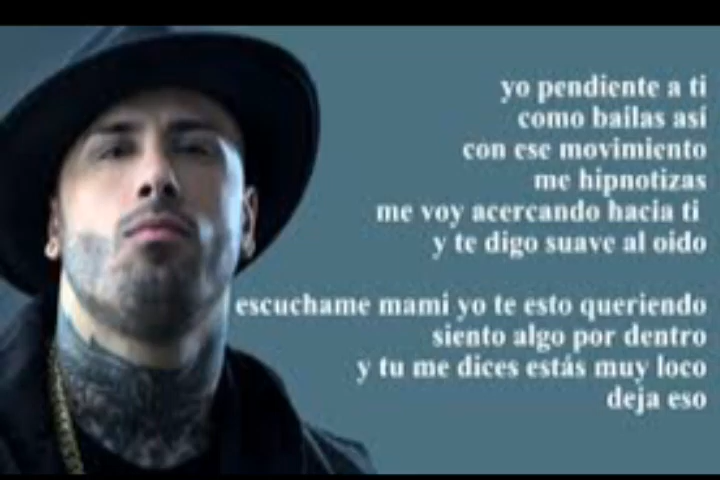 yo pendiente a ti
como bailas así
con ese movimiento
me hipnotizas
me voy acercando hacia ti
y te digo suave al oido
escuchame mami yo te esto queriendo
siento algo por dentro
y tu me dices estás muy loco
deja eso